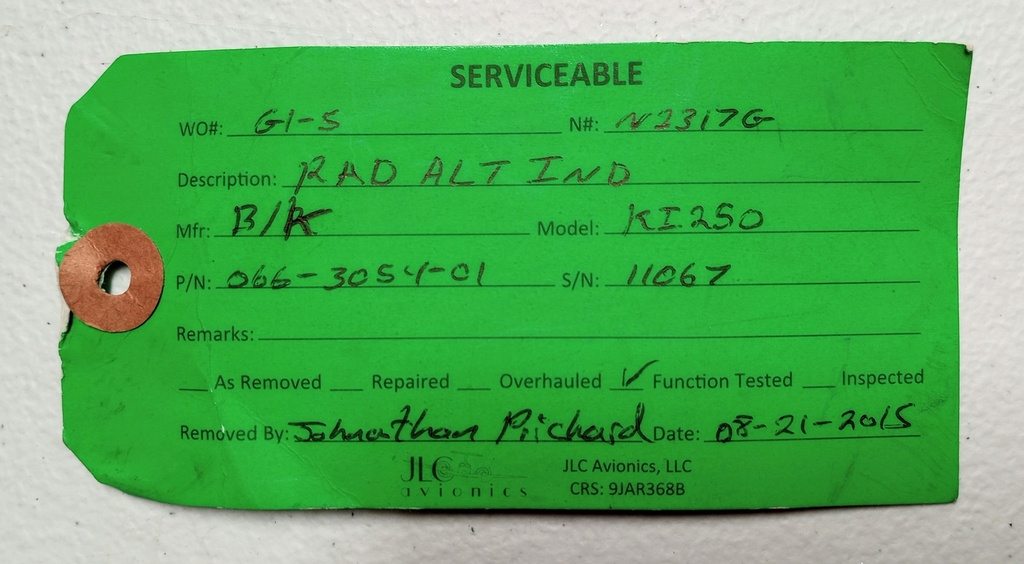 SERVICEABLE
WO#: G1-S N#: N2317G
Description: RAD ALT IND
Mfr: B/K Model: KI250
P/N: 066-3054-01 S/N: 11067
Remarks:
As Removed Repaired Overhauled ✓ Function Tested Inspected
Removed By: Johnathan Prichard Date: 08-21-2015
JLC JLC Avionics, LLC
avionics CRS: 9JAR368B